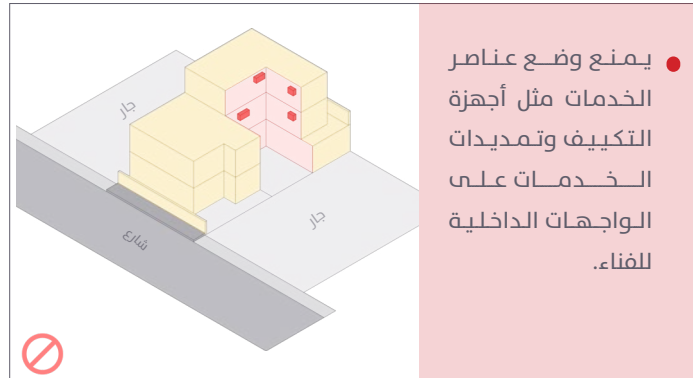 يمنع وضع عناصر
الخدمات مثل أجهزة
التكييف وتمديدات
الخدمات على
الواجهات الداخلية
للفناء.
جار
جار
شارع